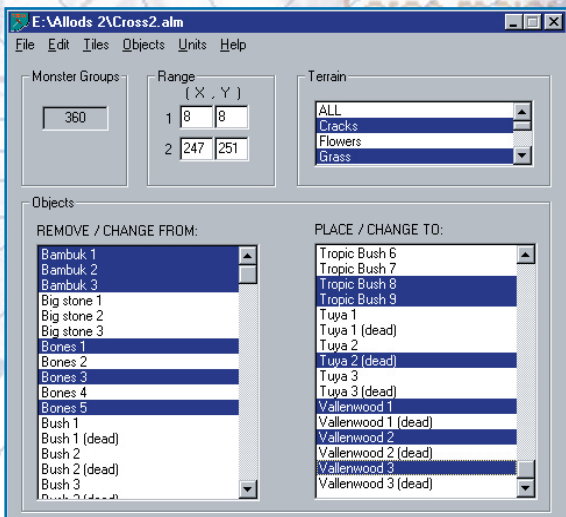 E:\Allods 2\Cross2.alm
File Edit Tiles Objects Units Help
Monster Groups
360
Range
( X , Y )
1 8 8
2 247 251
Terrain
ALL
Cracks
Flowers
Grass
Objects
REMOVE / CHANGE FROM:
Bambuk 1
Bambuk 2
Bambuk 3
Big stone 1
Big stone 2
Big stone 3
Bones 1
Bones 2
Bones 3
Bones 4
Bones 5
Bush 1
Bush 1 (dead)
Bush 2
Bush 2 (dead)
Bush 3
Bush 3 (dead)
PLACE / CHANGE TO:
Tropic Bush 6
Tropic Bush 7
Tropic Bush 8
Tropic Bush 9
Tuya 1
Tuya 1 (dead)
Tuya 2
Tuya 2 (dead)
Tuya 3
Tuya 3 (dead)
Vallenwood 1
Vallenwood 1 (dead)
Vallenwood 2
Vallenwood 2 (dead)
Vallenwood 3
Vallenwood 3 (dead)